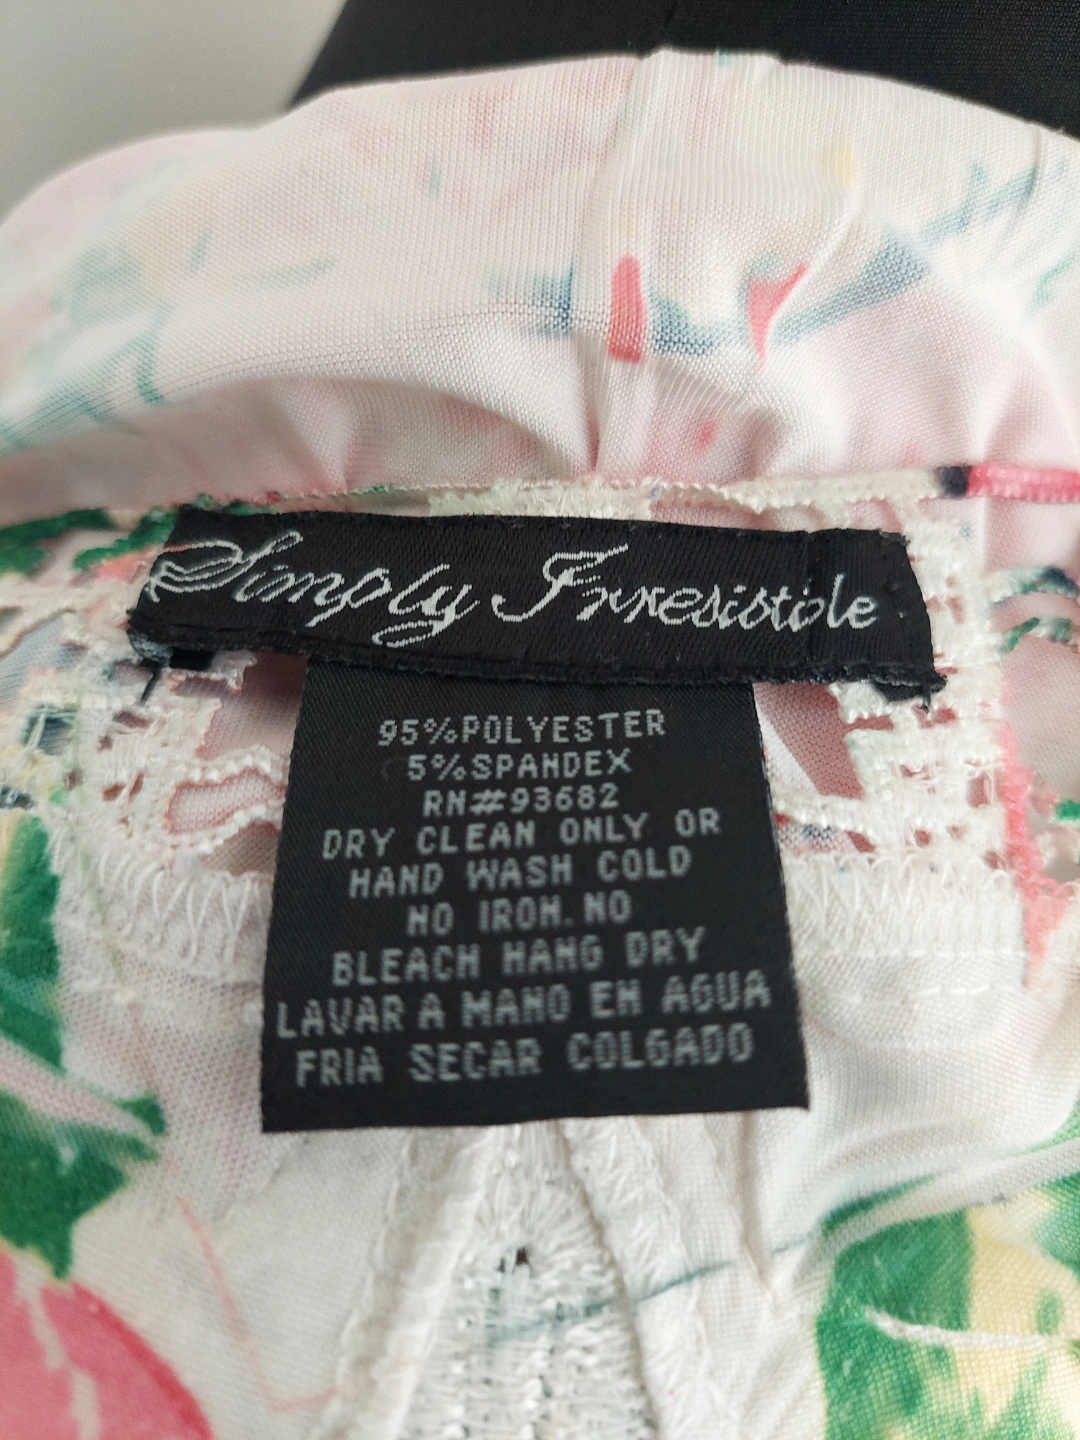 Simply Irresistible
95%POLYESTER
5%SPANDEX
RN#93682
DRY CLEAN ONLY OR
HAND WASH COLD
NO IRON. NO
BLEACH HANG DRY
LAVAR A MANO EN AGUA
FRIA SECAR COLGADO